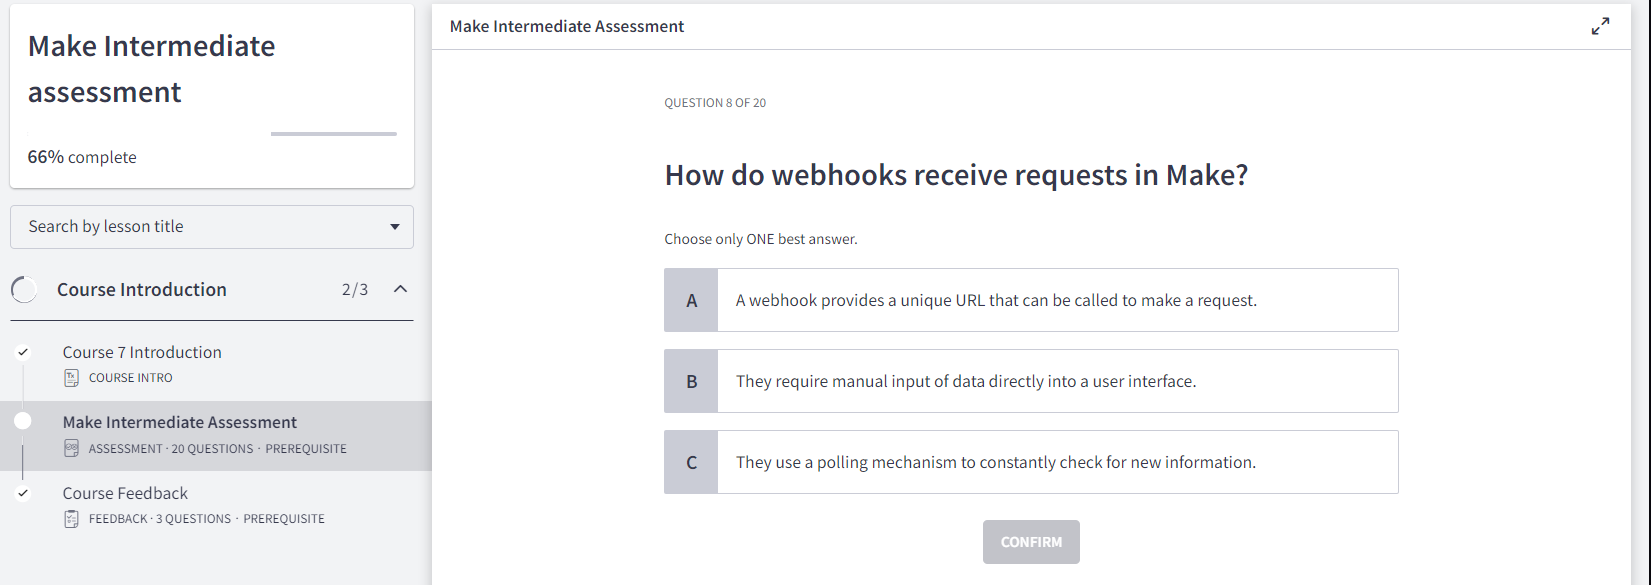 Make Intermediate
assessment
66% complete
Search by lesson title
Course Introduction 2/3
Course 7 Introduction
COURSE INTRO
Make Intermediate Assessment
ASSESSMENT · 20 QUESTIONS · PREREQUISITE
Course Feedback
FEEDBACK · 3 QUESTIONS · PREREQUISITE
Make Intermediate Assessment
QUESTION 8 OF 20
How do webhooks receive requests in Make?
Choose only ONE best answer.
A A webhook provides a unique URL that can be called to make a request.
B They require manual input of data directly into a user interface.
C They use a polling mechanism to constantly check for new information.
CONFIRM